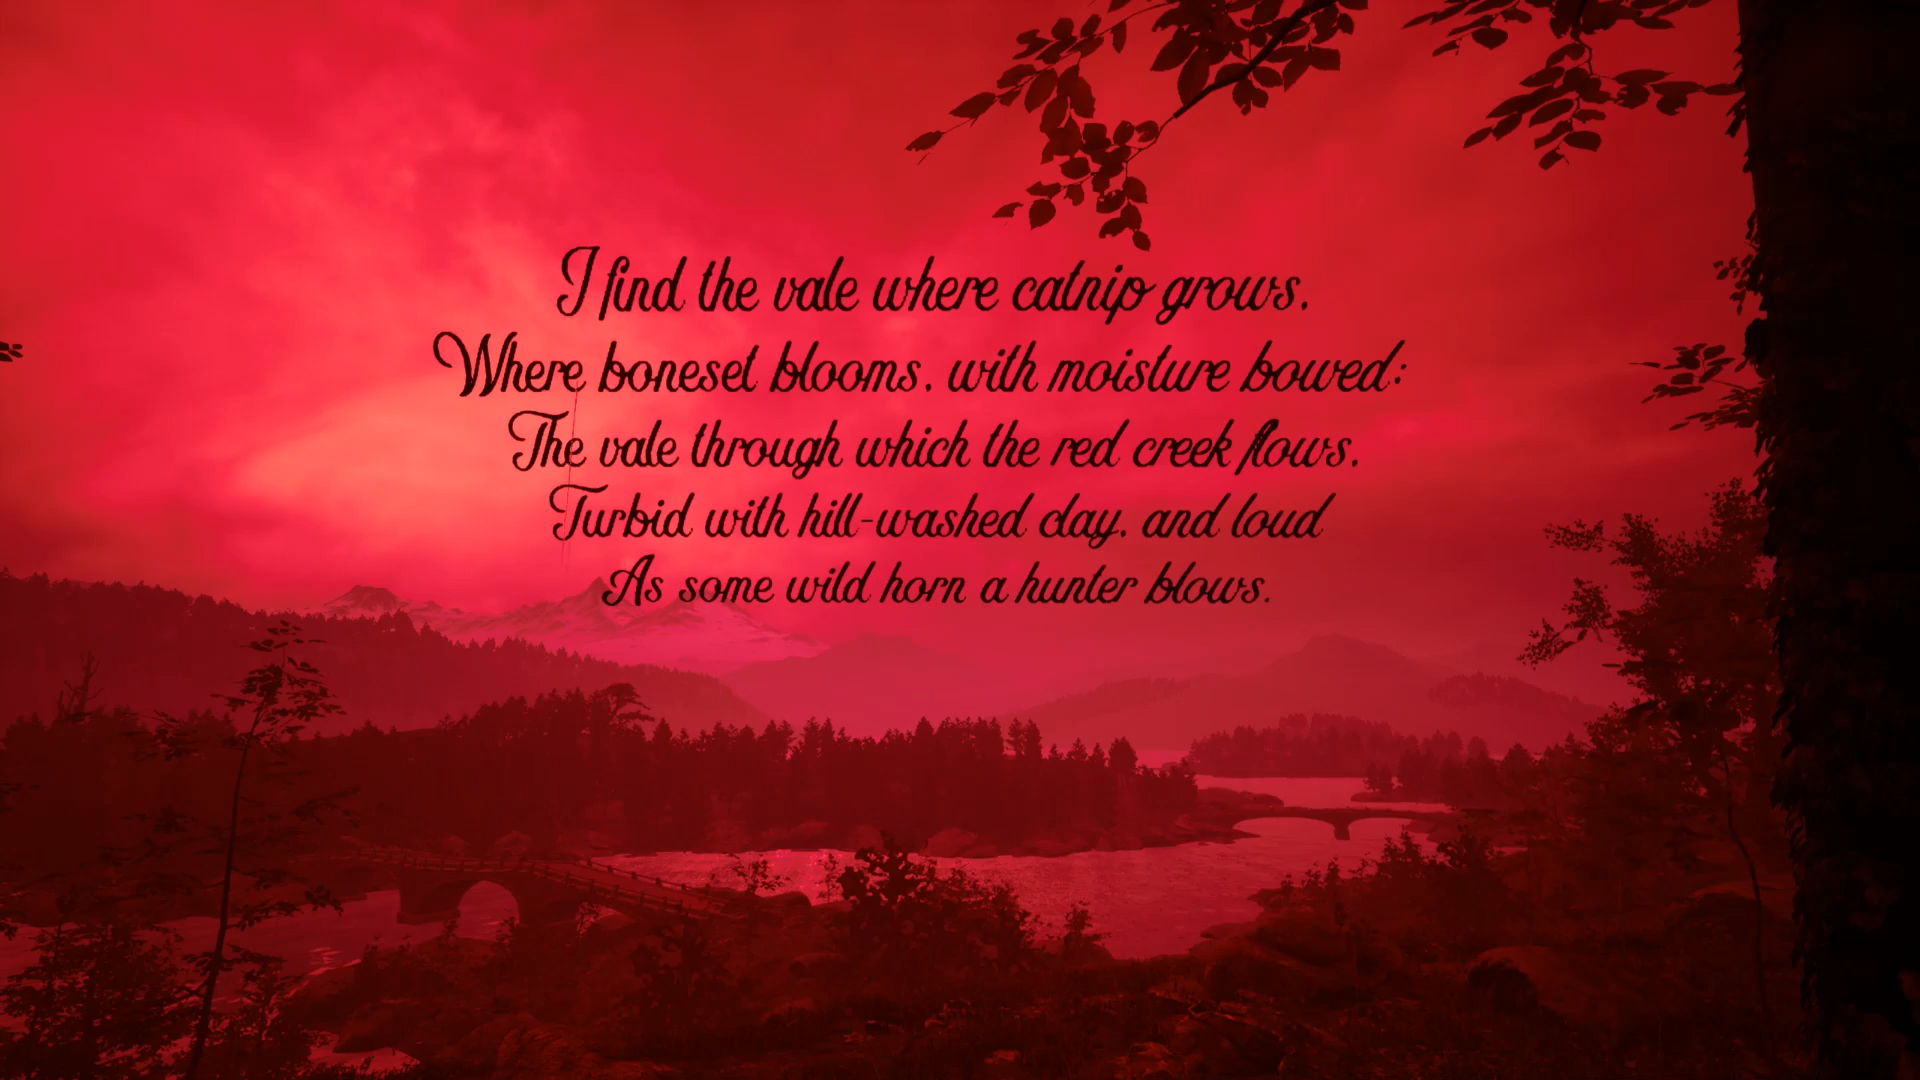 I find the vale where catnip grows,
Where boneset blooms, with moisture bowed;
The vale through which the red creek flows,
Turbid with hill-washed clay, and loud
As some wild horn a hunter blows.